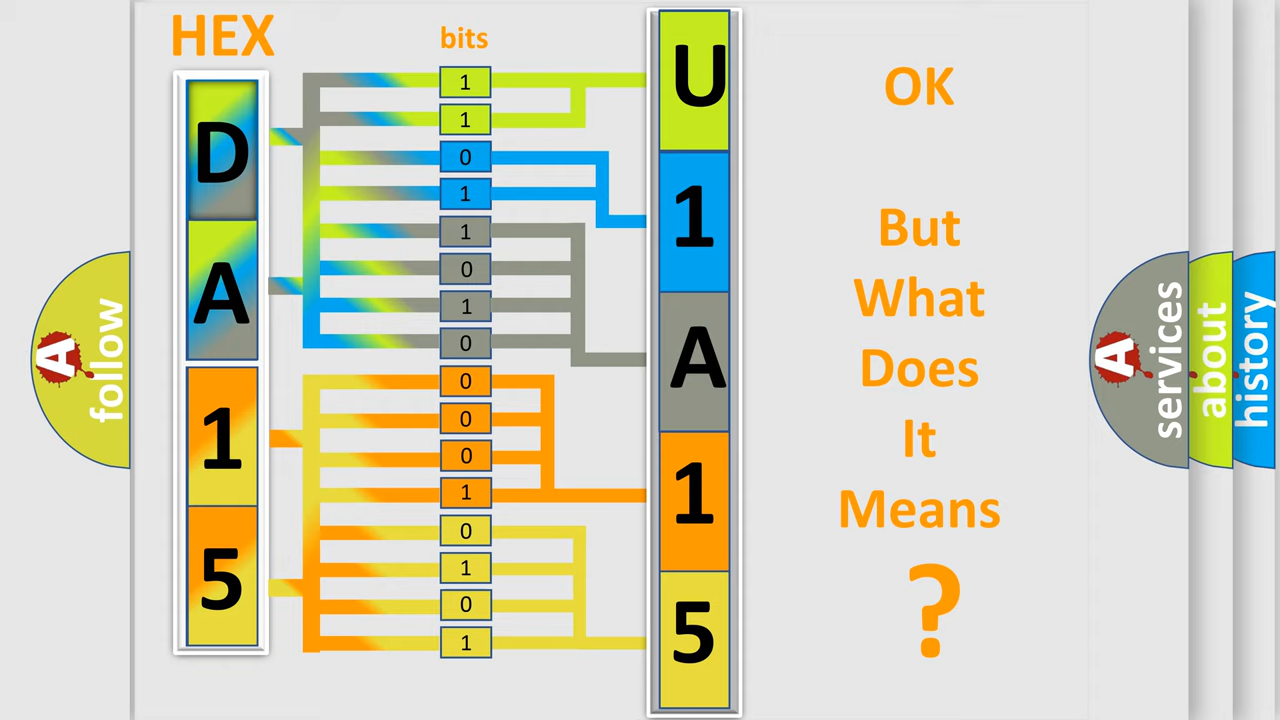 HEX
bits
D
A
1
5
1
1
0
1
1
0
1
0
0
0
0
1
0
1
0
1
U
1
A
1
5
OK
But
What
Does
It
Means
?
A
follow
A
services
about
history